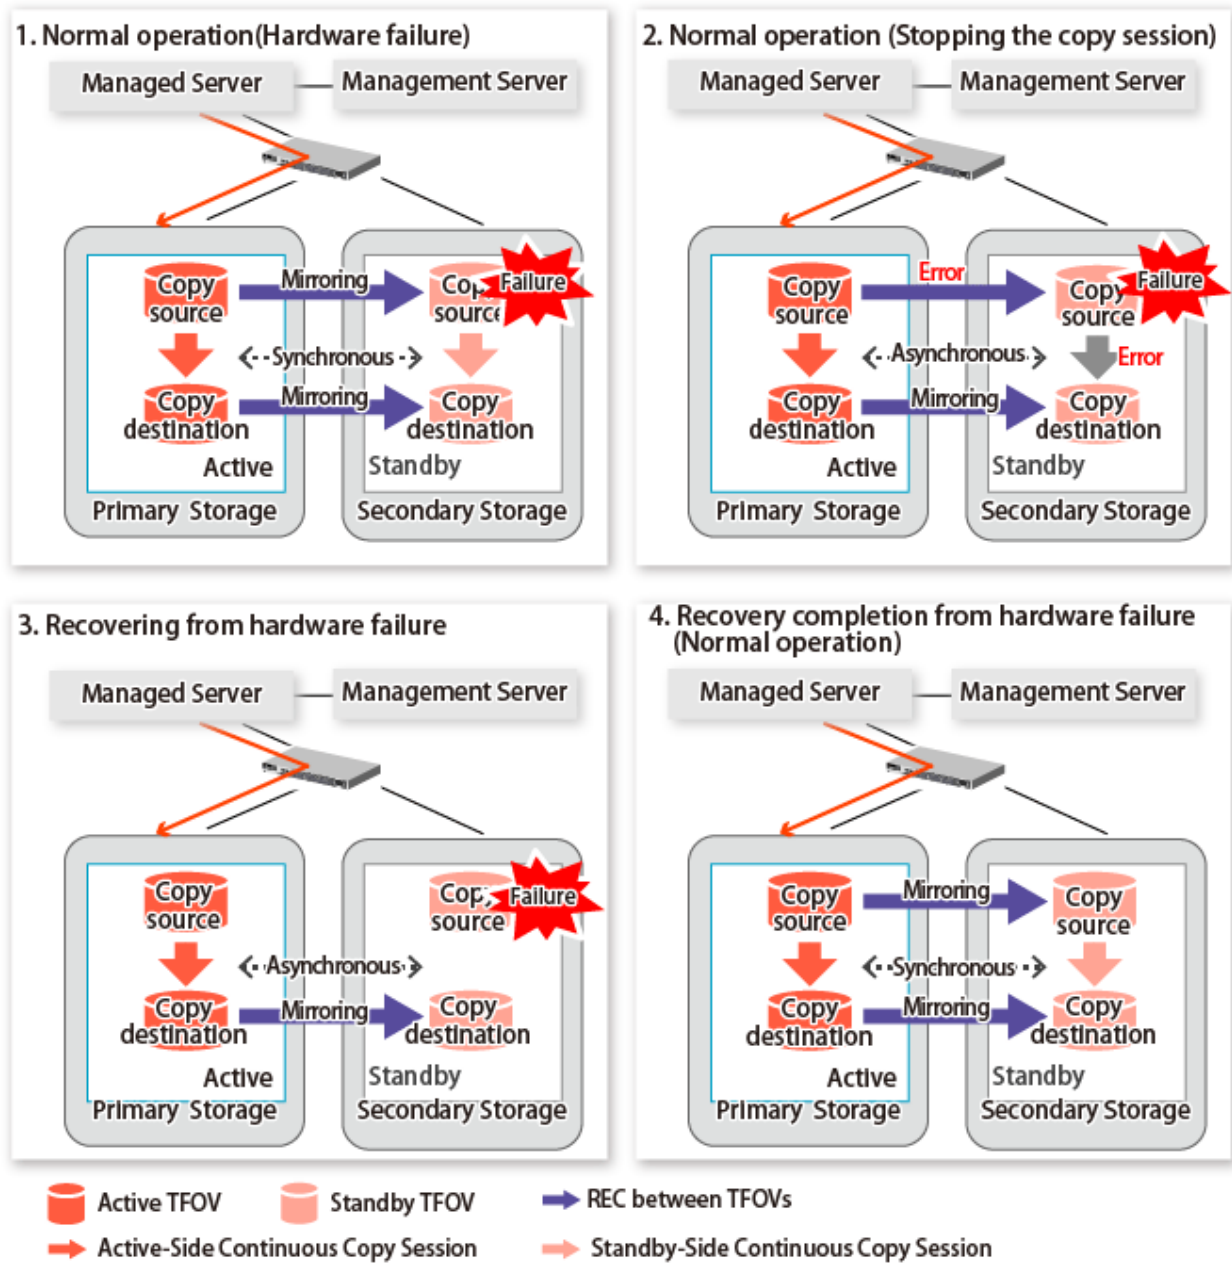 1. Normal operation(Hardware failure)
Managed Server
Management Server
Copy
source
Mirroring
Copy
source
Failure
Synchronous
Copy
destination
Mirroring
Copy
destination
Active
Standby
Primary Storage
Secondary Storage
2. Normal operation (Stopping the copy session)
Managed Server
Management Server
Copy
source
Error
Copy
source
Failure
Asynchronous
Error
Copy
destination
Mirroring
Copy
destination
Active
Standby
Primary Storage
Secondary Storage
3. Recovering from hardware failure
Managed Server
Management Server
Copy
source
Copy
source
Failure
Asynchronous
Copy
destination
Mirroring
Copy
destination
Active
Standby
Primary Storage
Secondary Storage
4. Recovery completion from hardware failure
(Normal operation)
Managed Server
Management Server
Copy
source
Mirroring
Copy
source
Synchronous
Copy
destination
Mirroring
Copy
destination
Active
Standby
Primary Storage
Secondary Storage
Active TFOV
Standby TFOV
REC between TFOVs
Active-Side Continuous Copy Session
Standby-Side Continuous Copy Session